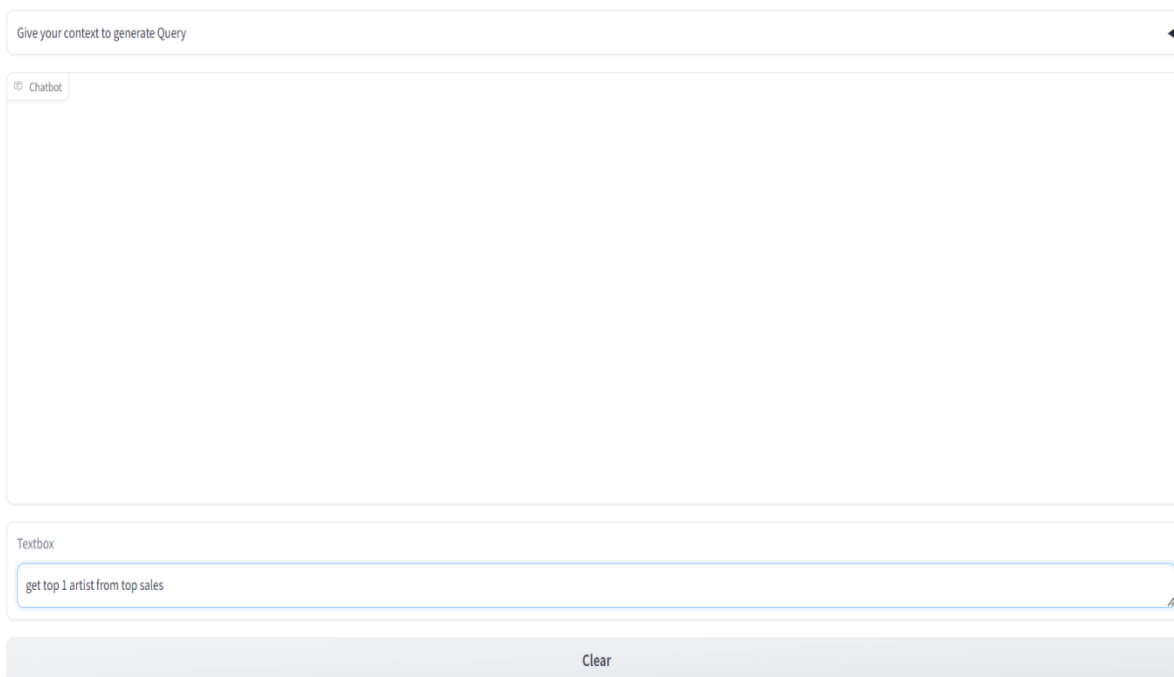 Give your context to generate Query
Chatbot
Textbox
get top 1 artist from top sales
Clear